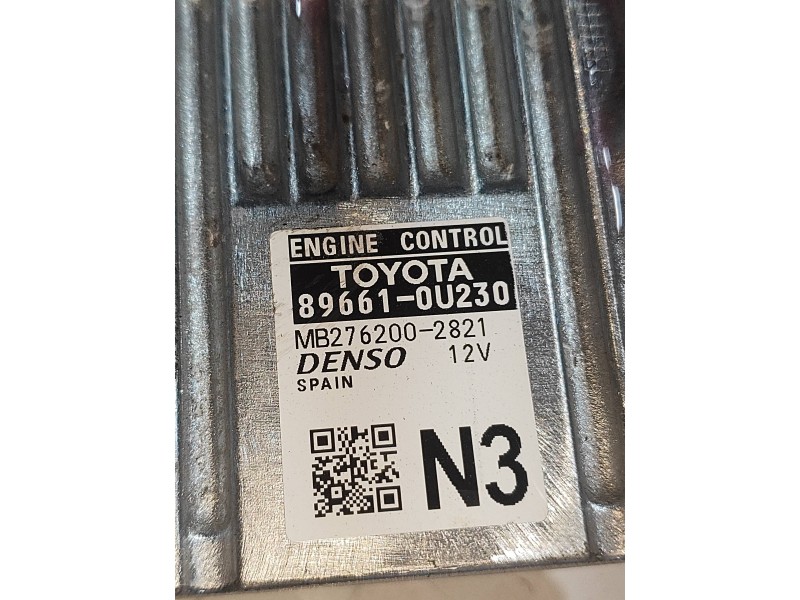 ENGINE CONTROL
TOYOTA
89661-0U230
MB276200-2821
DENSO 12V
SPAIN
N3